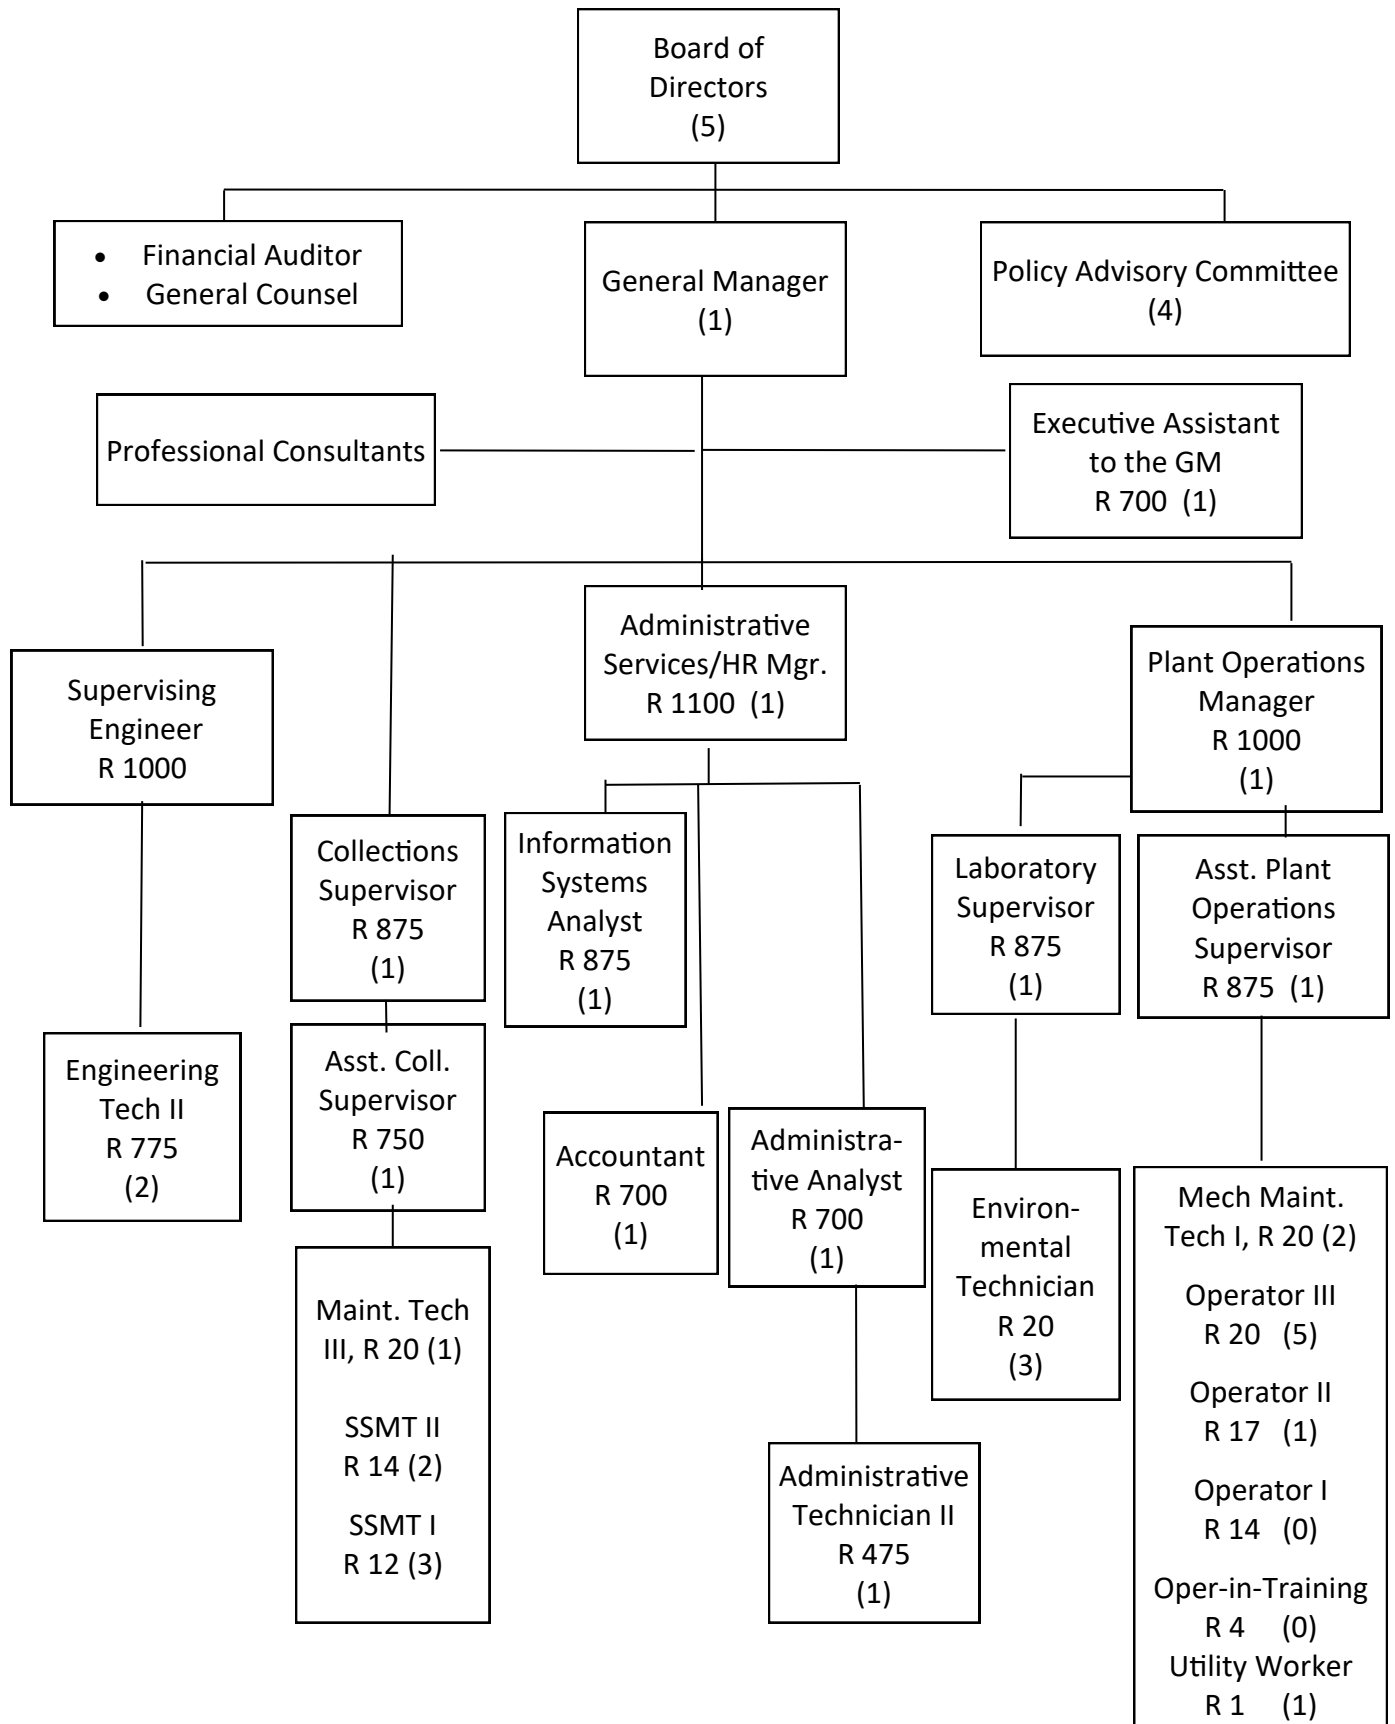 Board of
Directors
(5)
• Financial Auditor
• General Counsel
General Manager
(1)
Policy Advisory Committee
(4)
Professional Consultants
Executive Assistant
to the GM
R 700 (1)
Supervising
Engineer
R 1000
Administrative
Services/HR Mgr.
R 1100 (1)
Plant Operations
Manager
R 1000
(1)
Collections
Supervisor
R 875
(1)
Information
Systems
Analyst
R 875
(1)
Laboratory
Supervisor
R 875
(1)
Asst. Plant
Operations
Supervisor
R 875 (1)
Engineering
Tech II
R 775
(2)
Asst. Coll.
Supervisor
R 750
(1)
Accountant
R 700
(1)
Administra-
tive Analyst
R 700
(1)
Environ-
mental
Technician
R 20
(3)
Mech Maint.
Tech I, R 20 (2)
Operator III
R 20 (5)
Operator II
R 17 (1)
Operator I
R 14 (0)
Oper-in-Training
R 4 (0)
Utility Worker
R 1 (1)
Maint. Tech
III, R 20 (1)
SSMT II
R 14 (2)
SSMT I
R 12 (3)
Administrative
Technician II
R 475
(1)